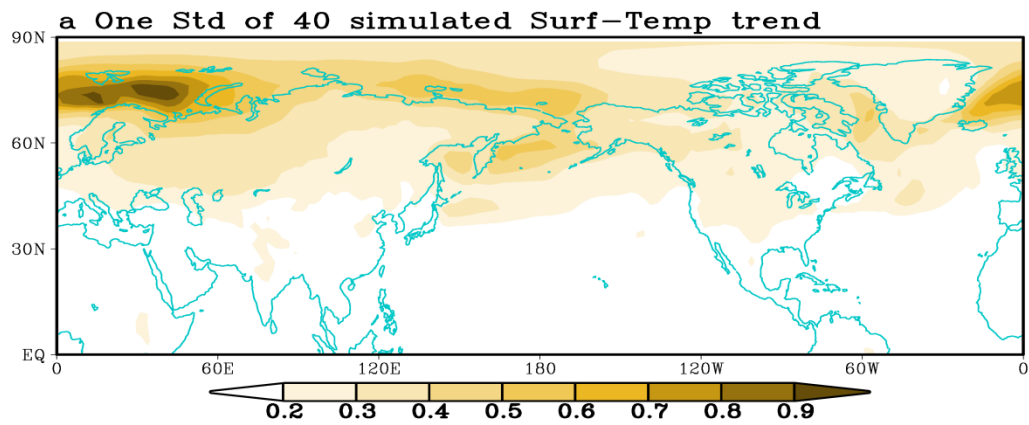 a One Std of 40 simulated Surf-Temp trend
90N
60N
30N
EQ
0 60E 120E 180 120W 60W 0
0.2 0.3 0.4 0.5 0.6 0.7 0.8 0.9